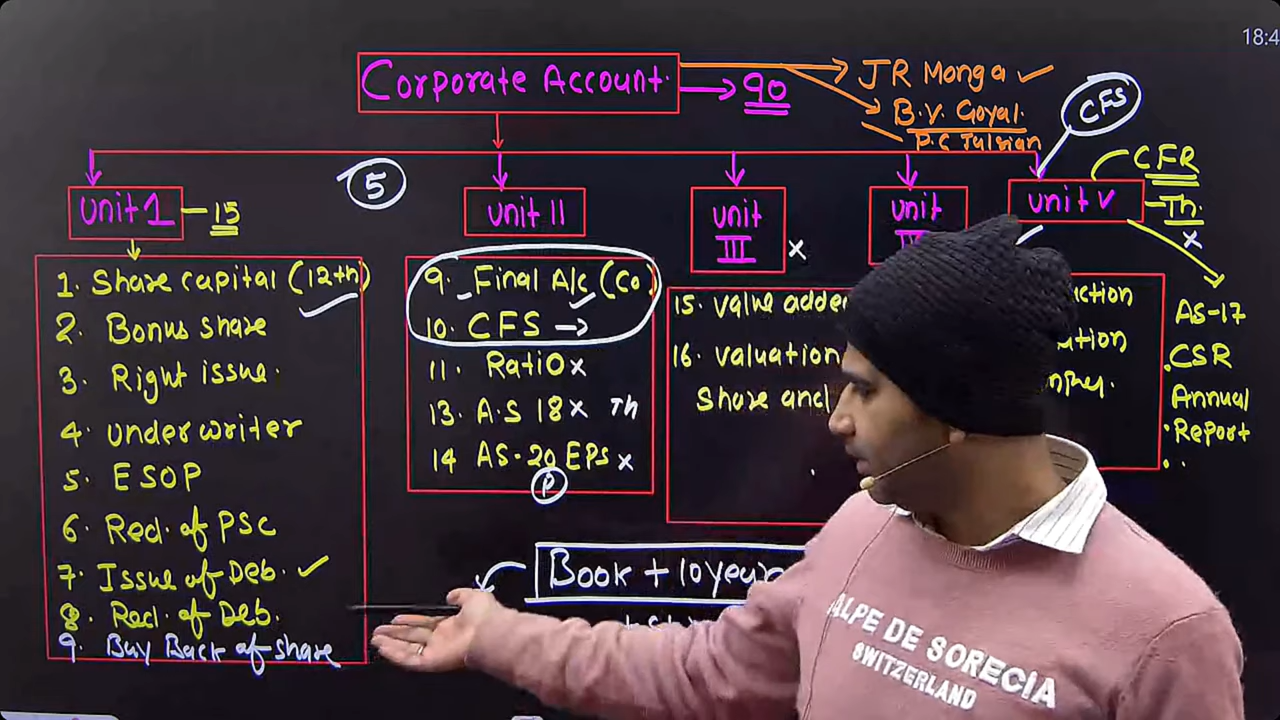 18:4
Corporate Account
90
JR Monga
B.V. Goyal
P.C Tulsian
CFS
CFR
Th.
5
unit 1
15
unit II
unit
III
x
unit
unit V
x
1. Share capital (12th)
2. Bonus share
3. Right issue.
4. underwriter
5. ESOP
6. Red. of PSC
7. Issue of Deb.
8. Red. of Deb.
9. Buy Back of share
9. Final A/c (Co)
10. CFS
11. Ratio x
13. A.S 18 x Th
14 AS-20 EPS x
P
15. value added
16. valuation
share and
AS-17
CSR
Annual
Report
Book + 10 year
ALPE DE SORECIA
SWITZERLAND